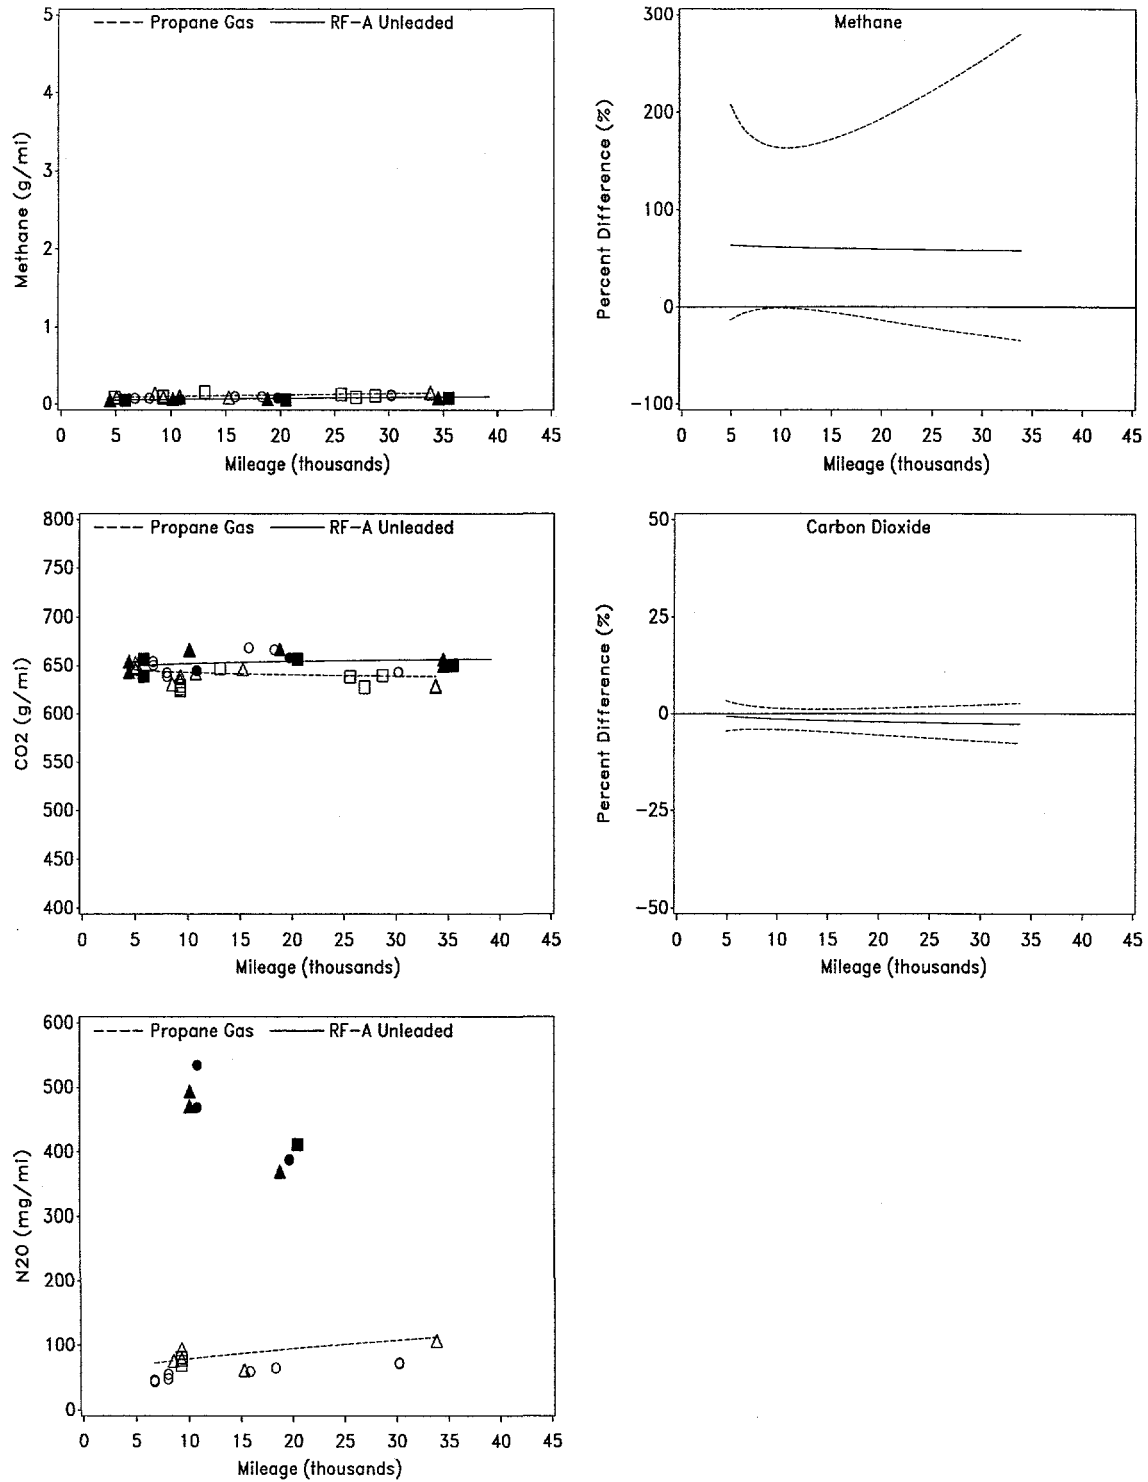 Propane Gas RF-A Unleaded
5
4
3
2
1
0
Methane (g/mi)
0 5 10 15 20 25 30 35 40 45
Mileage (thousands)
Methane
300
200
100
0
-100
Percent Difference (%)
0 5 10 15 20 25 30 35 40 45
Mileage (thousands)
Propane Gas RF-A Unleaded
800
750
700
650
600
550
500
450
400
CO2 (g/mi)
0 5 10 15 20 25 30 35 40 45
Mileage (thousands)
Carbon Dioxide
50
25
0
-25
-50
Percent Difference (%)
0 5 10 15 20 25 30 35 40 45
Mileage (thousands)
Propane Gas RF-A Unleaded
600
500
400
300
200
100
0
N2O (mg/mi)
0 5 10 15 20 25 30 35 40 45
Mileage (thousands)